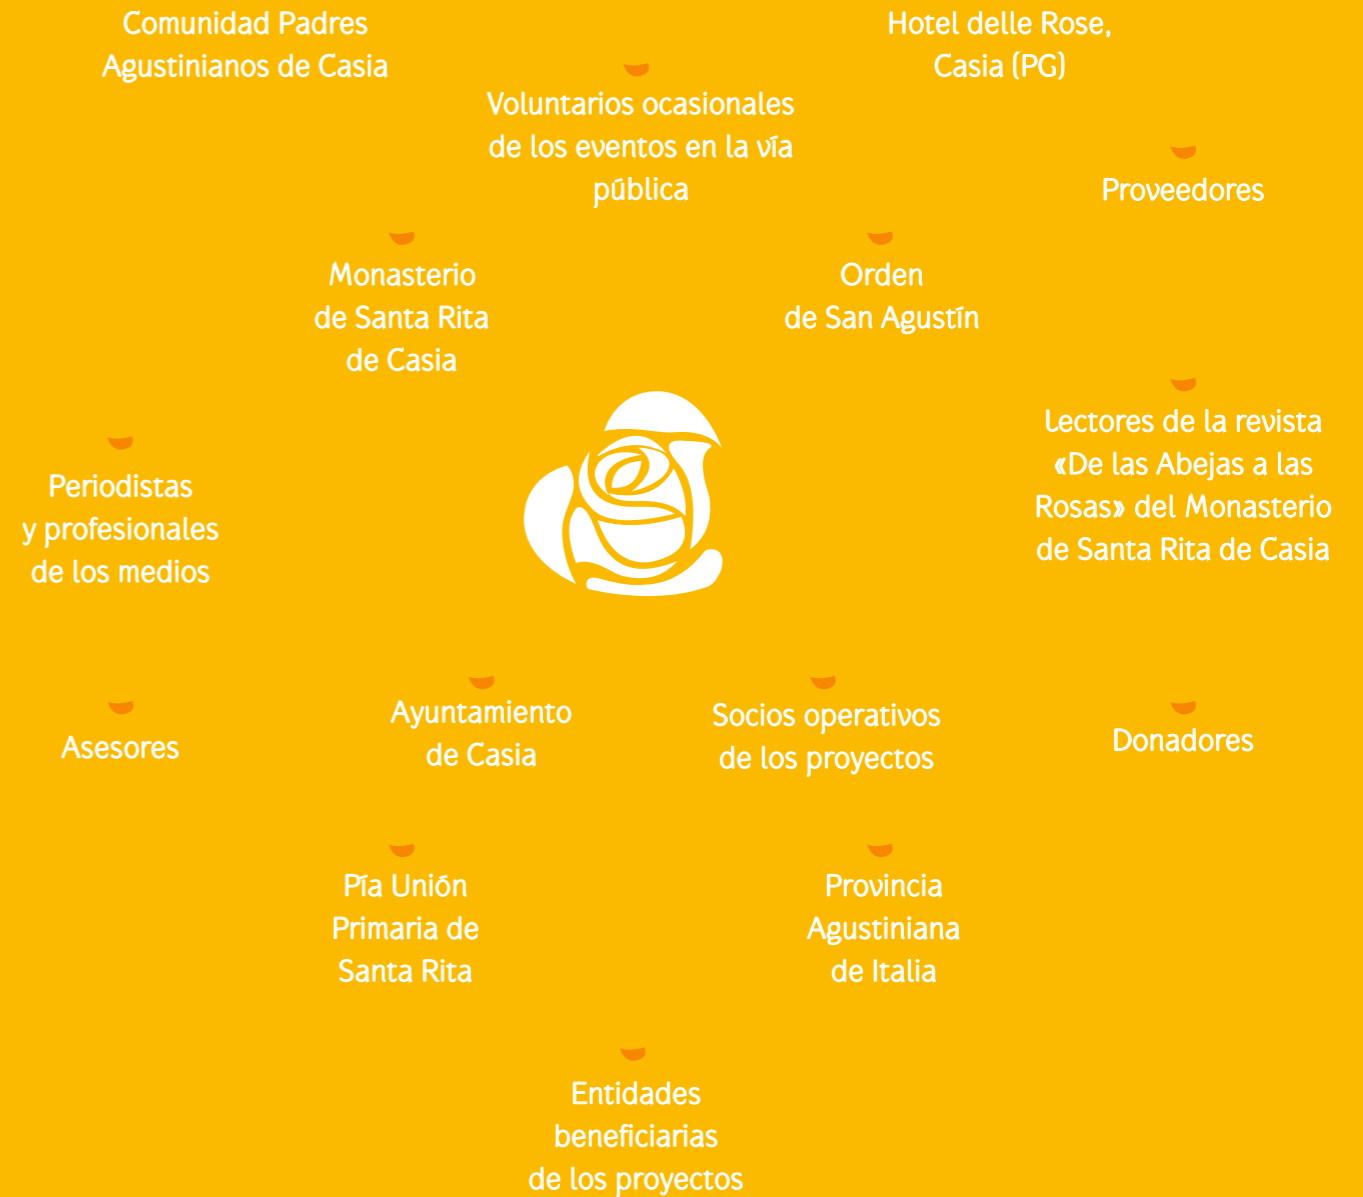 Comunidad Padres
Agustinianos de Casia
Hotel delle Rose,
Casia (PG)
Voluntarios ocasionales
de los eventos en la vía
pública
Proveedores
Monasterio
de Santa Rita
de Casia
Orden
de San Agustín
Lectores de la revista
«De las Abejas a las
Rosas» del Monasterio
de Santa Rita de Casia
Periodistas
y profesionales
de los medios
Asesores
Ayuntamiento
de Casia
Socios operativos
de los proyectos
Donadores
Pía Unión
Primaria de
Santa Rita
Provincia
Agustiniana
de Italia
Entidades
beneficiarias
de los proyectos